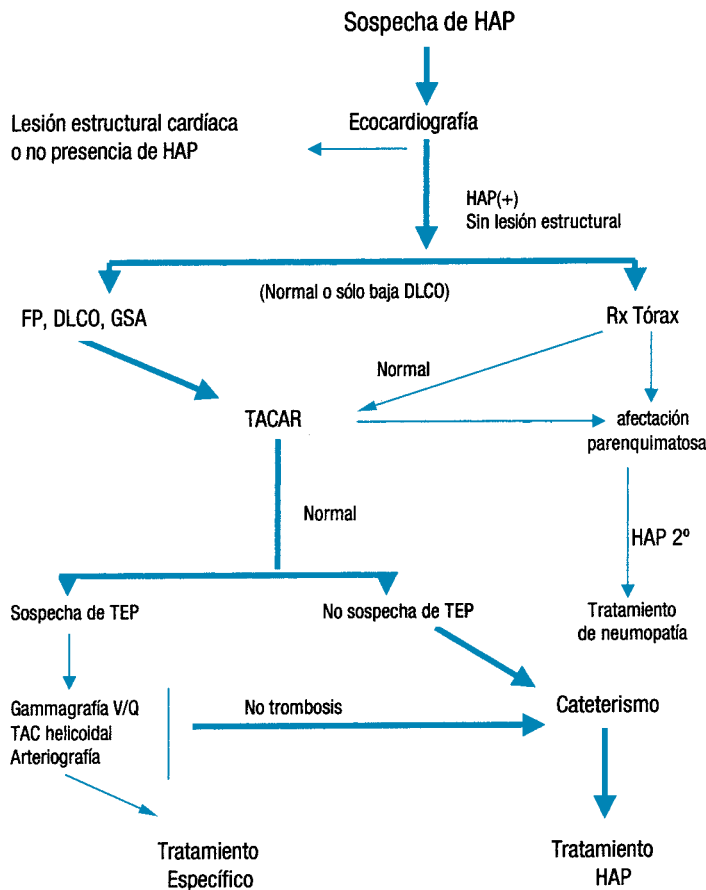 Sospecha de HAP
Ecocardiografía
Lesión estructural cardíaca
o no presencia de HAP
HAP(+)
Sin lesión estructural
(Normal o sólo baja DLCO)
FP, DLCO, GSA
Rx Tórax
Normal
TACAR
afectación
parenquimatosa
Normal
HAP 2º
Sospecha de TEP
No sospecha de TEP
Tratamiento
de neumopatía
Gammagrafía V/Q
TAC helicoidal
Arteriografía
No trombosis
Cateterismo
Tratamiento
Específico
Tratamiento
HAP